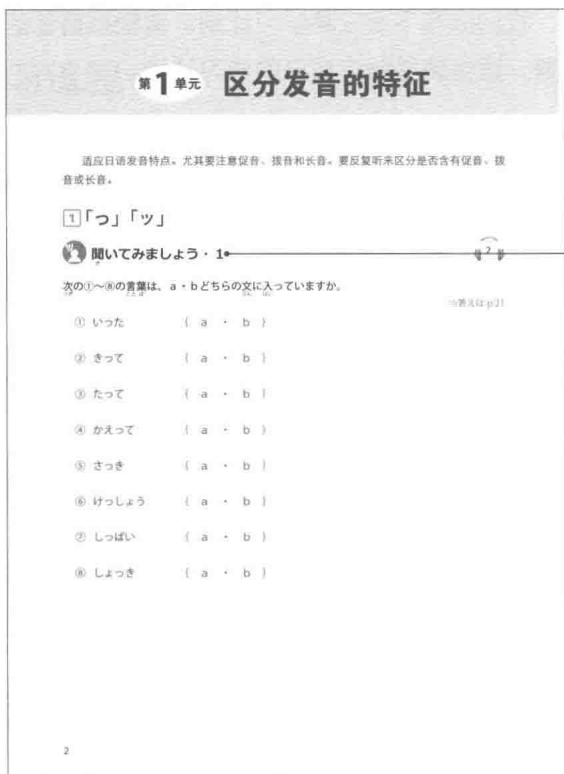 第1单元 区分发音的特征
适应日语发音特点。尤其要注意促音、拨音和长音。要反复听来区分是否含有促音、拨
音或长音。
1「っ」「ッ」
聞いてみましょう・1
2
次の①～⑧の言葉は、a・bどちらの文に入っていますか。
⇨答えは p.21
① いった { a ・ b }
② きって { a ・ b }
③ たって { a ・ b }
④ かえって { a ・ b }
⑤ さっき { a ・ b }
⑥ けっしょう { a ・ b }
⑦ しっぱい { a ・ b }
⑧ しょっき { a ・ b }
2